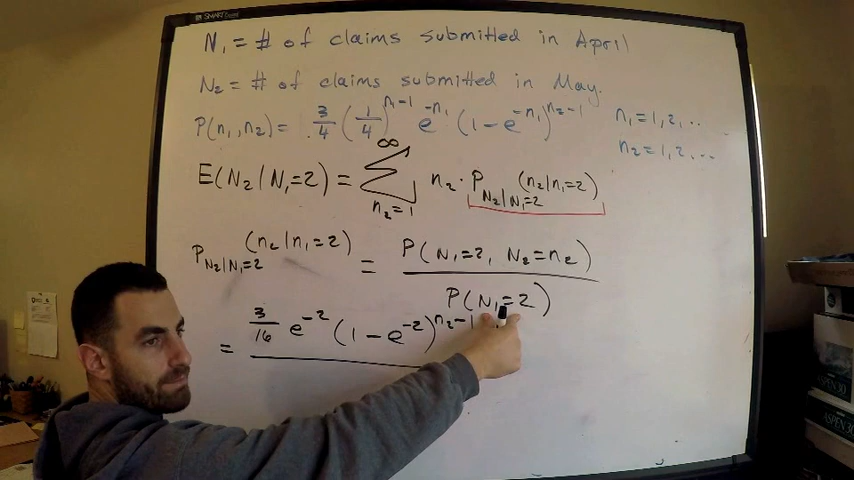 SMART
N₁ = # of claims submitted in April
N₂ = # of claims submitted in May.
P(n₁, n₂) = 3/4 (1/4)^(n₁-1) e^(-n₁) (1 - e^(-n₁))^(n₂-1) n₁ = 1, 2, ...
n₂ = 1, 2, ...
E(N₂ | N₁ = 2) = ∑_(n₂=1)^∞ n₂ · P_(N₂|N₁=2) (n₂ | n₁ = 2)
P_(N₂|N₁=2) (n₂ | n₁ = 2) = P(N₁ = 2, N₂ = n₂) / P(N₁ = 2)
= 3/16 e^(-2) (1 - e^(-2))^(n₂-1)
ASPEN 30